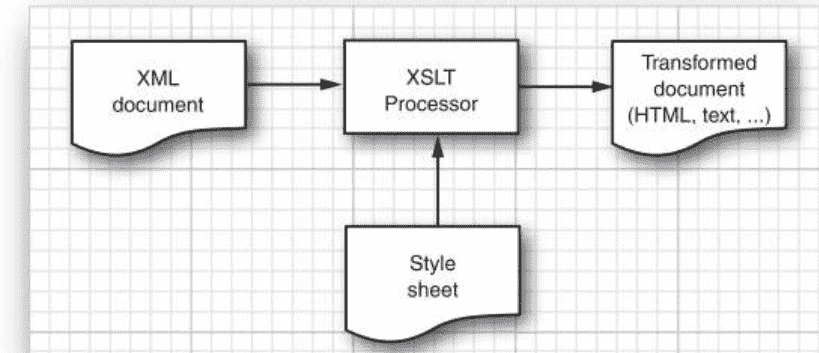 XML
document
XSLT
Processor
Transformed
document
(HTML, text, ...)
Style
sheet